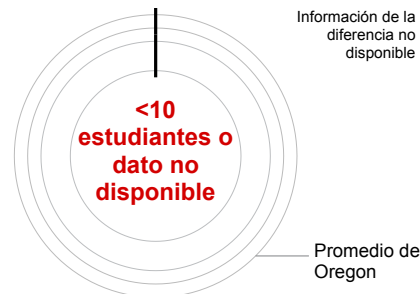 Información de la
diferencia no
disponible
<10
estudiantes o
dato no
disponible
Promedio de
Oregon